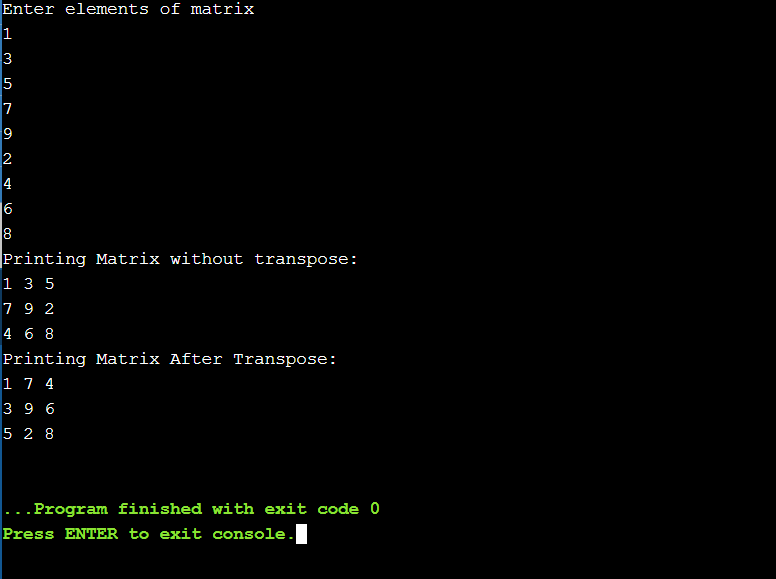 Enter elements of matrix
1
3
5
7
9
2
4
6
8
Printing Matrix without transpose:
1 3 5
7 9 2
4 6 8
Printing Matrix After Transpose:
1 7 4
3 9 6
5 2 8
...Program finished with exit code 0
Press ENTER to exit console.